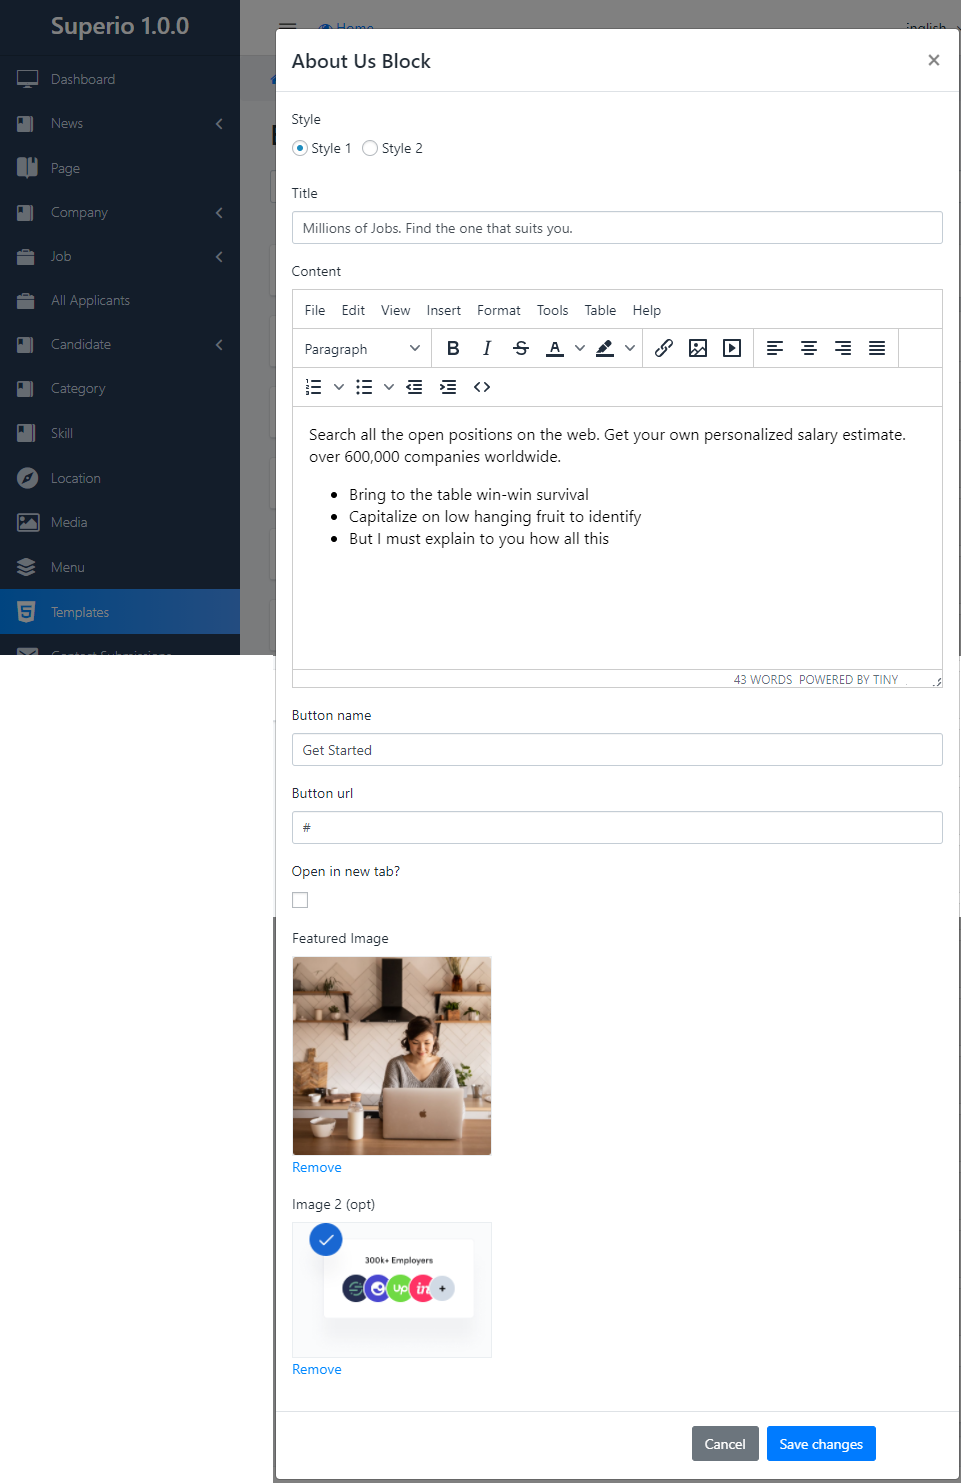 Superio 1.0.0
Home
Dashboard
News
Page
Company
Job
All Applicants
Candidate
Category
Skill
Location
Media
Menu
Templates
Contact Submissions
About Us Block
×
Style
Style 1 Style 2
Title
Millions of Jobs. Find the one that suits you.
Content
File Edit View Insert Format Tools Table Help
Paragraph
Search all the open positions on the web. Get your own personalized salary estimate.
over 600,000 companies worldwide.
• Bring to the table win-win survival
• Capitalize on low hanging fruit to identify
• But I must explain to you how all this
43 WORDS POWERED BY TINY
Button name
Get Started
Button url
#
Open in new tab?
Featured Image
Remove
Image 2 (opt)
300k+ Employers
Up in +
Remove
Cancel Save changes